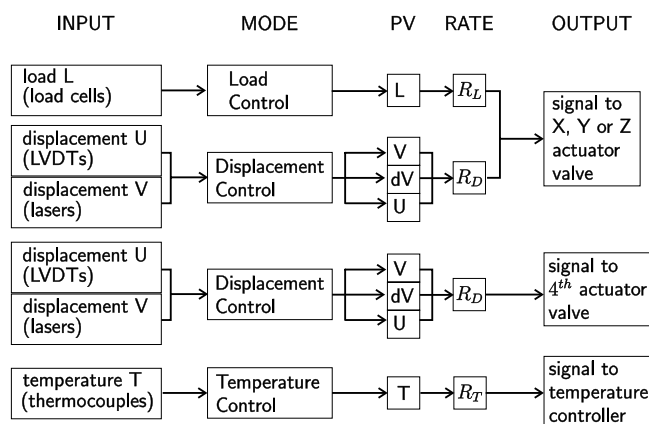 INPUT MODE PV RATE OUTPUT
load L
(load cells)
Load
Control
L
R_L
displacement U
(LVDTs)
displacement V
(lasers)
Displacement
Control
V
dV
U
R_D
signal to
X, Y or Z
actuator
valve
displacement U
(LVDTs)
displacement V
(lasers)
Displacement
Control
V
dV
U
R_D
signal to
4^th actuator
valve
temperature T
(thermocouples)
Temperature
Control
T
R_T
signal to
temperature
controller